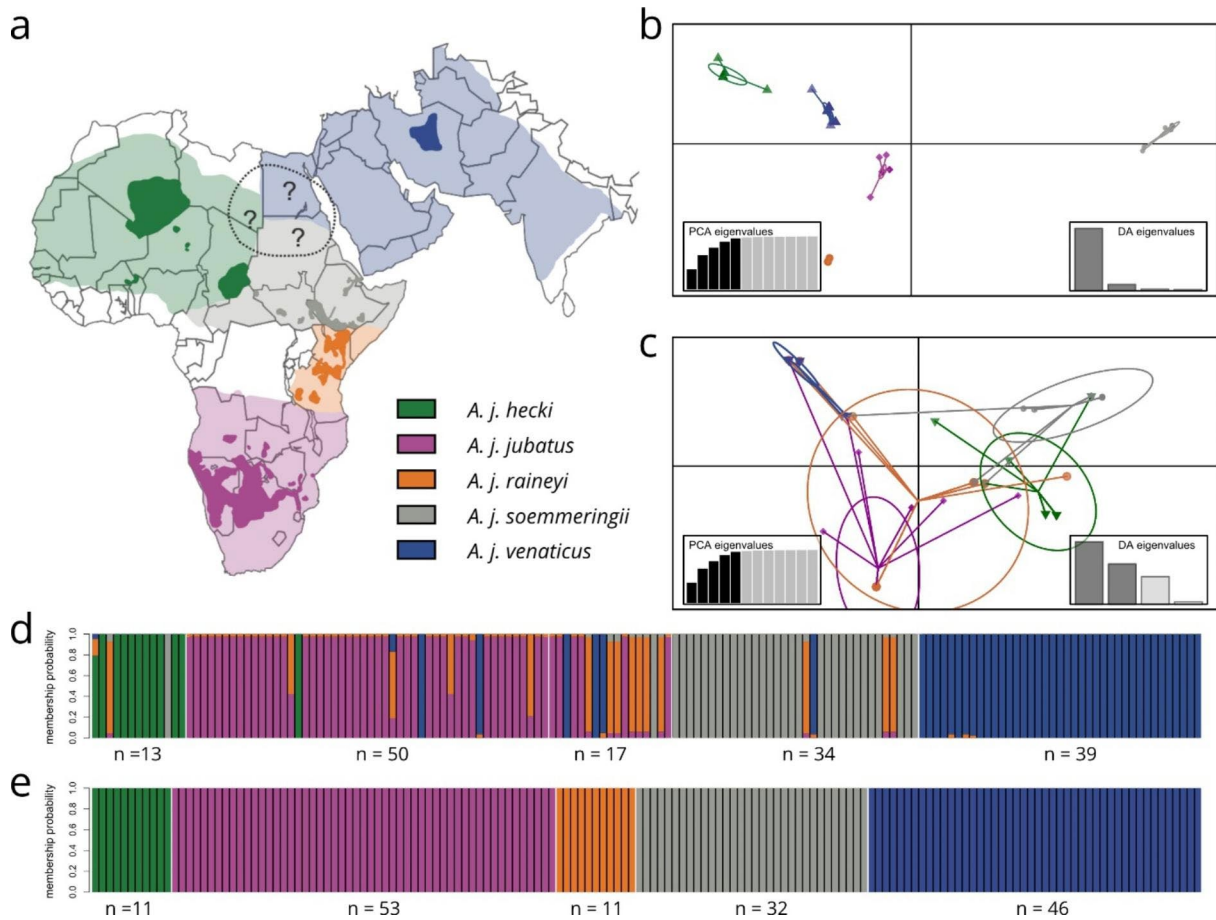 a
?
?
?
A. j. hecki
A. j. jubatus
A. j. raineyi
A. j. soemmeringii
A. j. venaticus
b
PCA eigenvalues
DA eigenvalues
c
PCA eigenvalues
DA eigenvalues
d
membership probability
0.0 0.2 0.4 0.6 0.8 1.0
n =13 n = 50 n = 17 n = 34 n = 39
e
membership probability
0.0 0.2 0.4 0.6 0.8 1.0
n =11 n = 53 n = 11 n = 32 n = 46